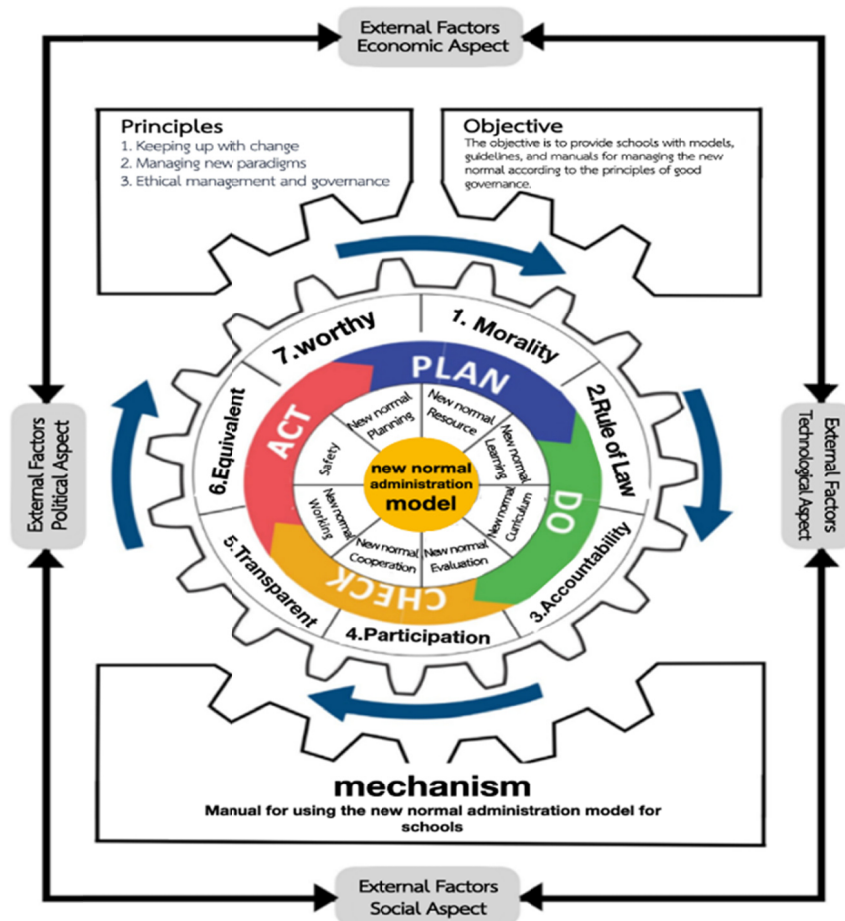 External Factors
Economic Aspect
Principles
1. Keeping up with change
2. Managing new paradigms
3. Ethical management and governance
Objective
The objective is to provide schools with models,
guidelines, and manuals for managing the new
normal according to the principles of good
governance.
External Factors
Political Aspect
External Factors
Technological Aspect
1. Morality
2.Rule of Law
3.Accountability
4.Participation
5.Transparent
6.Equivalent
7.worthy
PLAN
DO
CHECK
ACT
New normal
Planning
New normal
Resource
New normal
Learning
New normal
Curriculum
New normal
Evaluation
New normal
Cooperation
New normal
Working
Safety
new normal
administration
model
mechanism
Manual for using the new normal administration model for
schools
External Factors
Social Aspect